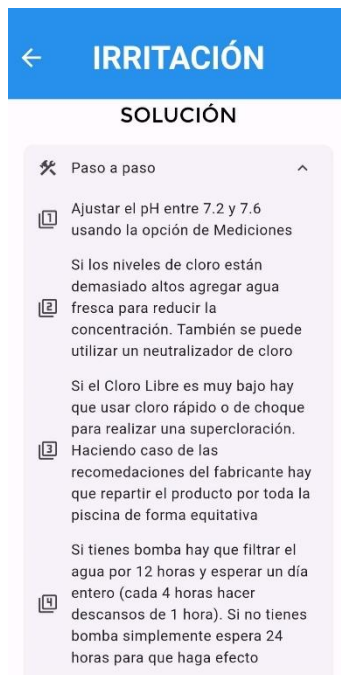 IRRITACIÓN
SOLUCIÓN
Paso a paso
1
Ajustar el pH entre 7.2 y 7.6
usando la opción de Mediciones
2
Si los niveles de cloro están
demasiado altos agregar agua
fresca para reducir la
concentración. También se puede
utilizar un neutralizador de cloro
3
Si el Cloro Libre es muy bajo hay
que usar cloro rápido o de choque
para realizar una supercloración.
Haciendo caso de las
recomedaciones del fabricante hay
que repartir el producto por toda la
piscina de forma equitativa
4
Si tienes bomba hay que filtrar el
agua por 12 horas y esperar un día
entero (cada 4 horas hacer
descansos de 1 hora). Si no tienes
bomba simplemente espera 24
horas para que haga efecto